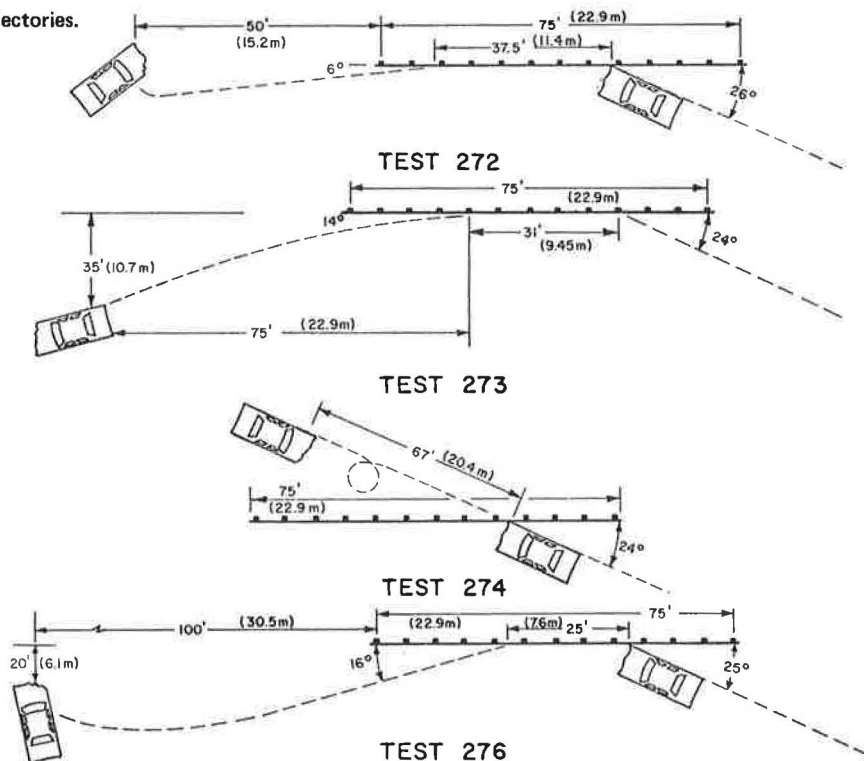 ectories.
50'
(15.2m)
75' (22.9m)
37.5' (11.4m)
6°
26°
TEST 272
75'
(22.9m)
14°
31'
(9.45m)
24°
35' (10.7m)
75' (22.9m)
TEST 273
67' (20.4m)
75'
(22.9m)
24°
TEST 274
100' (30.5m)
75'
(22.9m)
(7.6m) 25'
20' (6.1m)
16°
25°
TEST 276